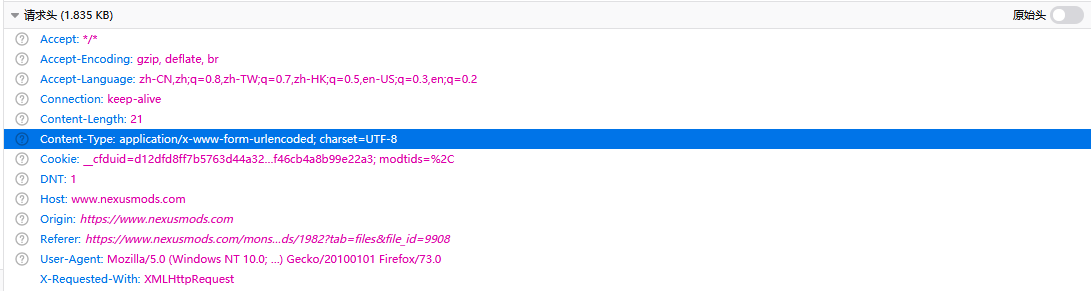 请求头 (1.835 KB) 原始头
Accept: */*
Accept-Encoding: gzip, deflate, br
Accept-Language: zh-CN,zh;q=0.8,zh-TW;q=0.7,zh-HK;q=0.5,en-US;q=0.3,en;q=0.2
Connection: keep-alive
Content-Length: 21
Content-Type: application/x-www-form-urlencoded; charset=UTF-8
Cookie: __cfduid=d12dfd8ff7b5763d44a32…f46cb4a8b99e22a3; modtids=%2C
DNT: 1
Host: www.nexusmods.com
Origin: https://www.nexusmods.com
Referer: https://www.nexusmods.com/mons…ds/1982?tab=files&file_id=9908
User-Agent: Mozilla/5.0 (Windows NT 10.0; …) Gecko/20100101 Firefox/73.0
X-Requested-With: XMLHttpRequest